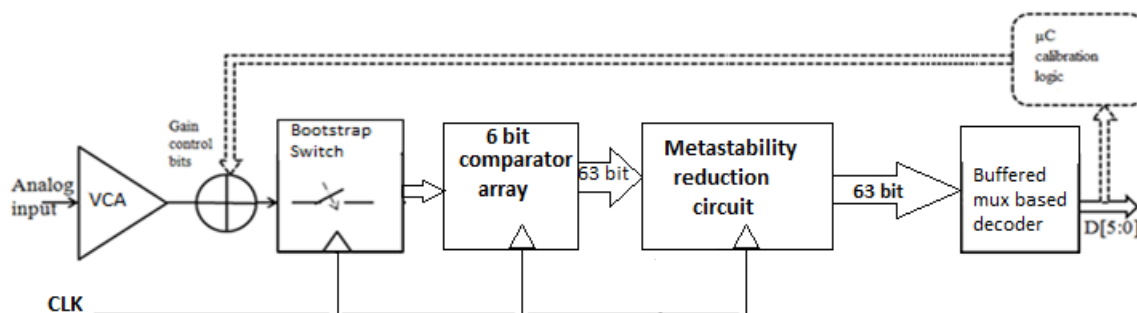 µC
calibration
logic
Gain
control
bits
Bootstrap
Switch
6 bit
comparator
array
63 bit
Metastability
reduction
circuit
63 bit
Buffered
mux based
decoder
D[5:0]
Analog
input
VCA
CLK